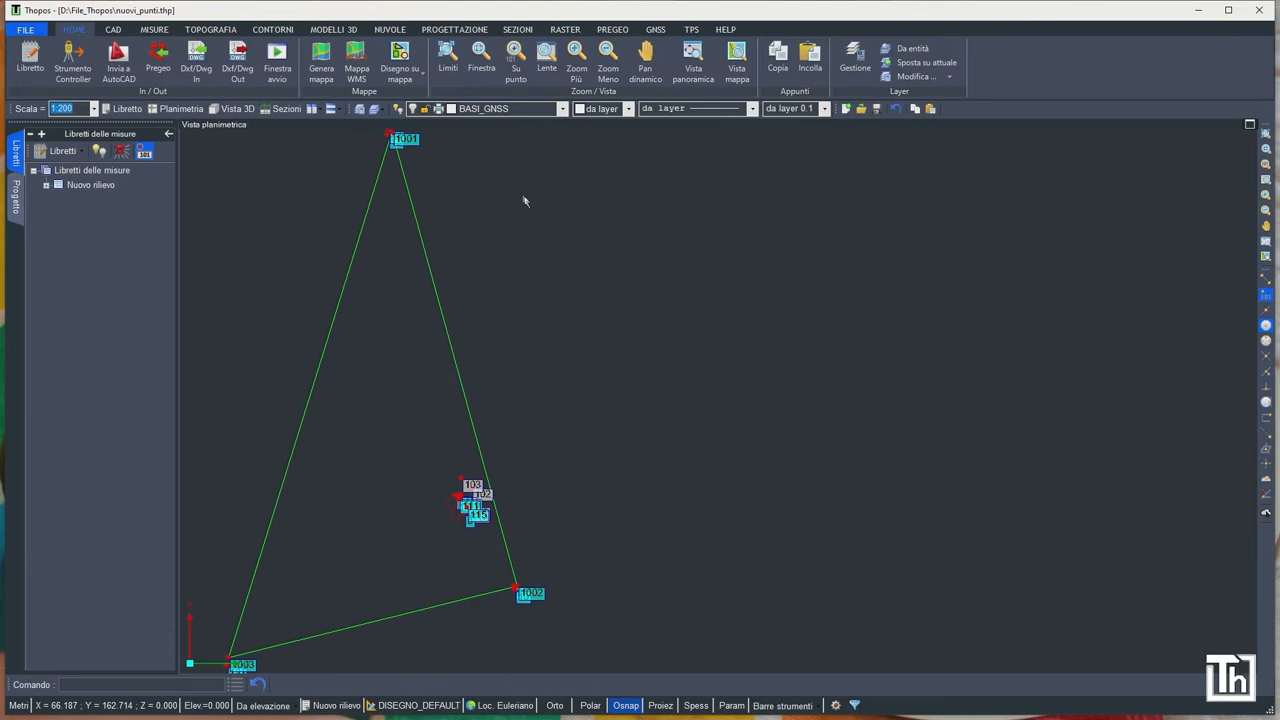 Thopos - [D:\File_Thopos\nuovi_punti.thp]
FILE HOME CAD MISURE TOPOGRAFIA CONTORNI MODELLI 3D NUVOLE PROGETTAZIONE SEZIONI RASTER PREGEO GNSS TPS HELP
Libretto Strumento Controller Invia a AutoCAD Pregeo Dxf/Dwg In Dxf/Dwg Out Finestra avvio Genera mappa Mappa WMS Disegno su mappa Limiti Finestra Su punto Lente Zoom Più Zoom Meno Pan dinamico Vista panoramica Vista mappa Copia Incolla Gestione
Da entità
Sposta su attuale
Modifica ...
In / Out Mappe Zoom / Vista Appunti Layer
Scala = 1:200 Libretto Planimetria Vista 3D Sezioni BASI_GNSS da layer da layer da layer 0.1
Vista planimetrica
Libretti delle misure
Libretti
Libretti
Progetto
Libretti delle misure
Nuovo rilievo
1001
103
102
111
115
1002
1003
Th
Comando :
Metri X = 66.187 ; Y = 162.714 ; Z = 0.000 Elev.=0.000 Da elevazione Nuovo rilievo DISEGNO_DEFAULT Loc. Euleriano Orto Polar Osnap Proiez Spess Param Barre strumenti